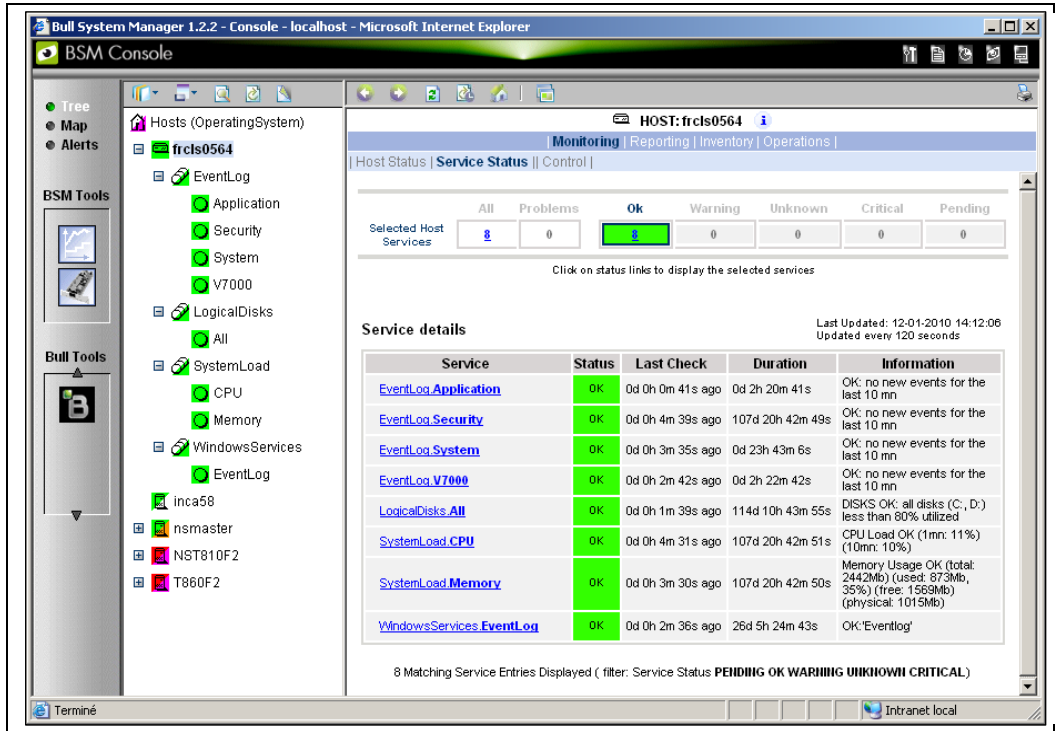 Bull System Manager 1.2.2 - Console - localhost - Microsoft Internet Explorer
BSM Console
Tree
Map
Alerts
BSM Tools
Bull Tools
B
Hosts (OperatingSystem)
frcls0564
EventLog
Application
Security
System
V7000
LogicalDisks
All
SystemLoad
CPU
Memory
WindowsServices
EventLog
inca58
nsmaster
NST810F2
T860F2
HOST: frcls0564 i
| Monitoring | Reporting | Inventory | Operations |
| Host Status | Service Status || Control |
All Problems Ok Warning Unknown Critical Pending
Selected Host Services 8 0 8 0 0 0 0
Click on status links to display the selected services
Service details
Last Updated: 12-01-2010 14:12:06
Updated every 120 seconds
Service Status Last Check Duration Information
EventLog.Application OK 0d 0h 0m 41s ago 0d 2h 20m 41s OK: no new events for the last 10 mn
EventLog.Security OK 0d 0h 4m 39s ago 107d 20h 42m 49s OK: no new events for the last 10 mn
EventLog.System OK 0d 0h 3m 35s ago 0d 23h 43m 6s OK: no new events for the last 10 mn
EventLog.V7000 OK 0d 0h 2m 42s ago 0d 2h 22m 42s OK: no new events for the last 10 mn
LogicalDisks.All OK 0d 0h 1m 39s ago 114d 10h 43m 55s DISKS OK: all disks (C:, D:) less than 80% utilized
SystemLoad.CPU OK 0d 0h 4m 31s ago 107d 20h 42m 51s CPU Load OK (1mn: 11%) (10mn: 10%)
SystemLoad.Memory OK 0d 0h 3m 30s ago 107d 20h 42m 50s Memory Usage OK (total: 2442Mb) (used: 873Mb, 35%) (free: 1569Mb) (physical: 1015Mb)
WindowsServices.EventLog OK 0d 0h 2m 36s ago 26d 5h 24m 43s OK:'Eventlog'
8 Matching Service Entries Displayed ( filter: Service Status PENDING OK WARNING UNKNOWN CRITICAL)
Terminé
Intranet local